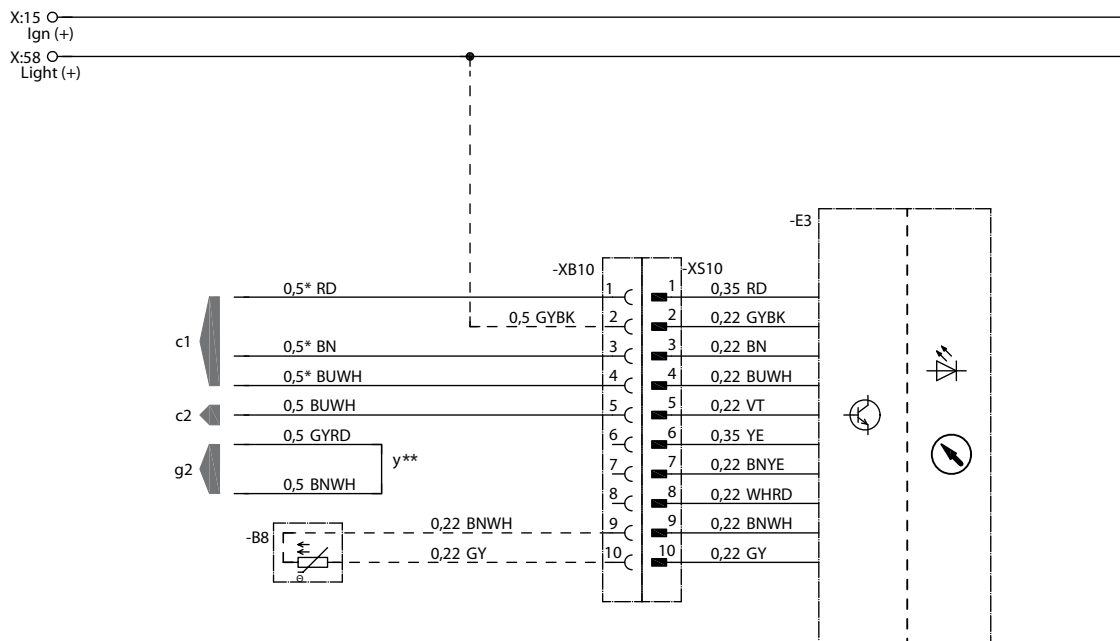 X:15
Ign (+)
X:58
Light (+)
-E3
-XB10 -XS10
0,5* RD 1 1 0,35 RD
0,5 GYBK 2 2 0,22 GYBK
c1
0,5* BN 3 3 0,22 BN
0,5* BUWH 4 4 0,22 BUWH
c2 0,5 BUWH 5 5 0,22 VT
0,5 GYRD 6 6 0,35 YE
g2 y** 7 7 0,22 BNYE
0,5 BNWH 8 8 0,22 WHRD
-B8 0,22 BNWH 9 9 0,22 BNWH
0,22 GY 10 10 0,22 GY
Θ